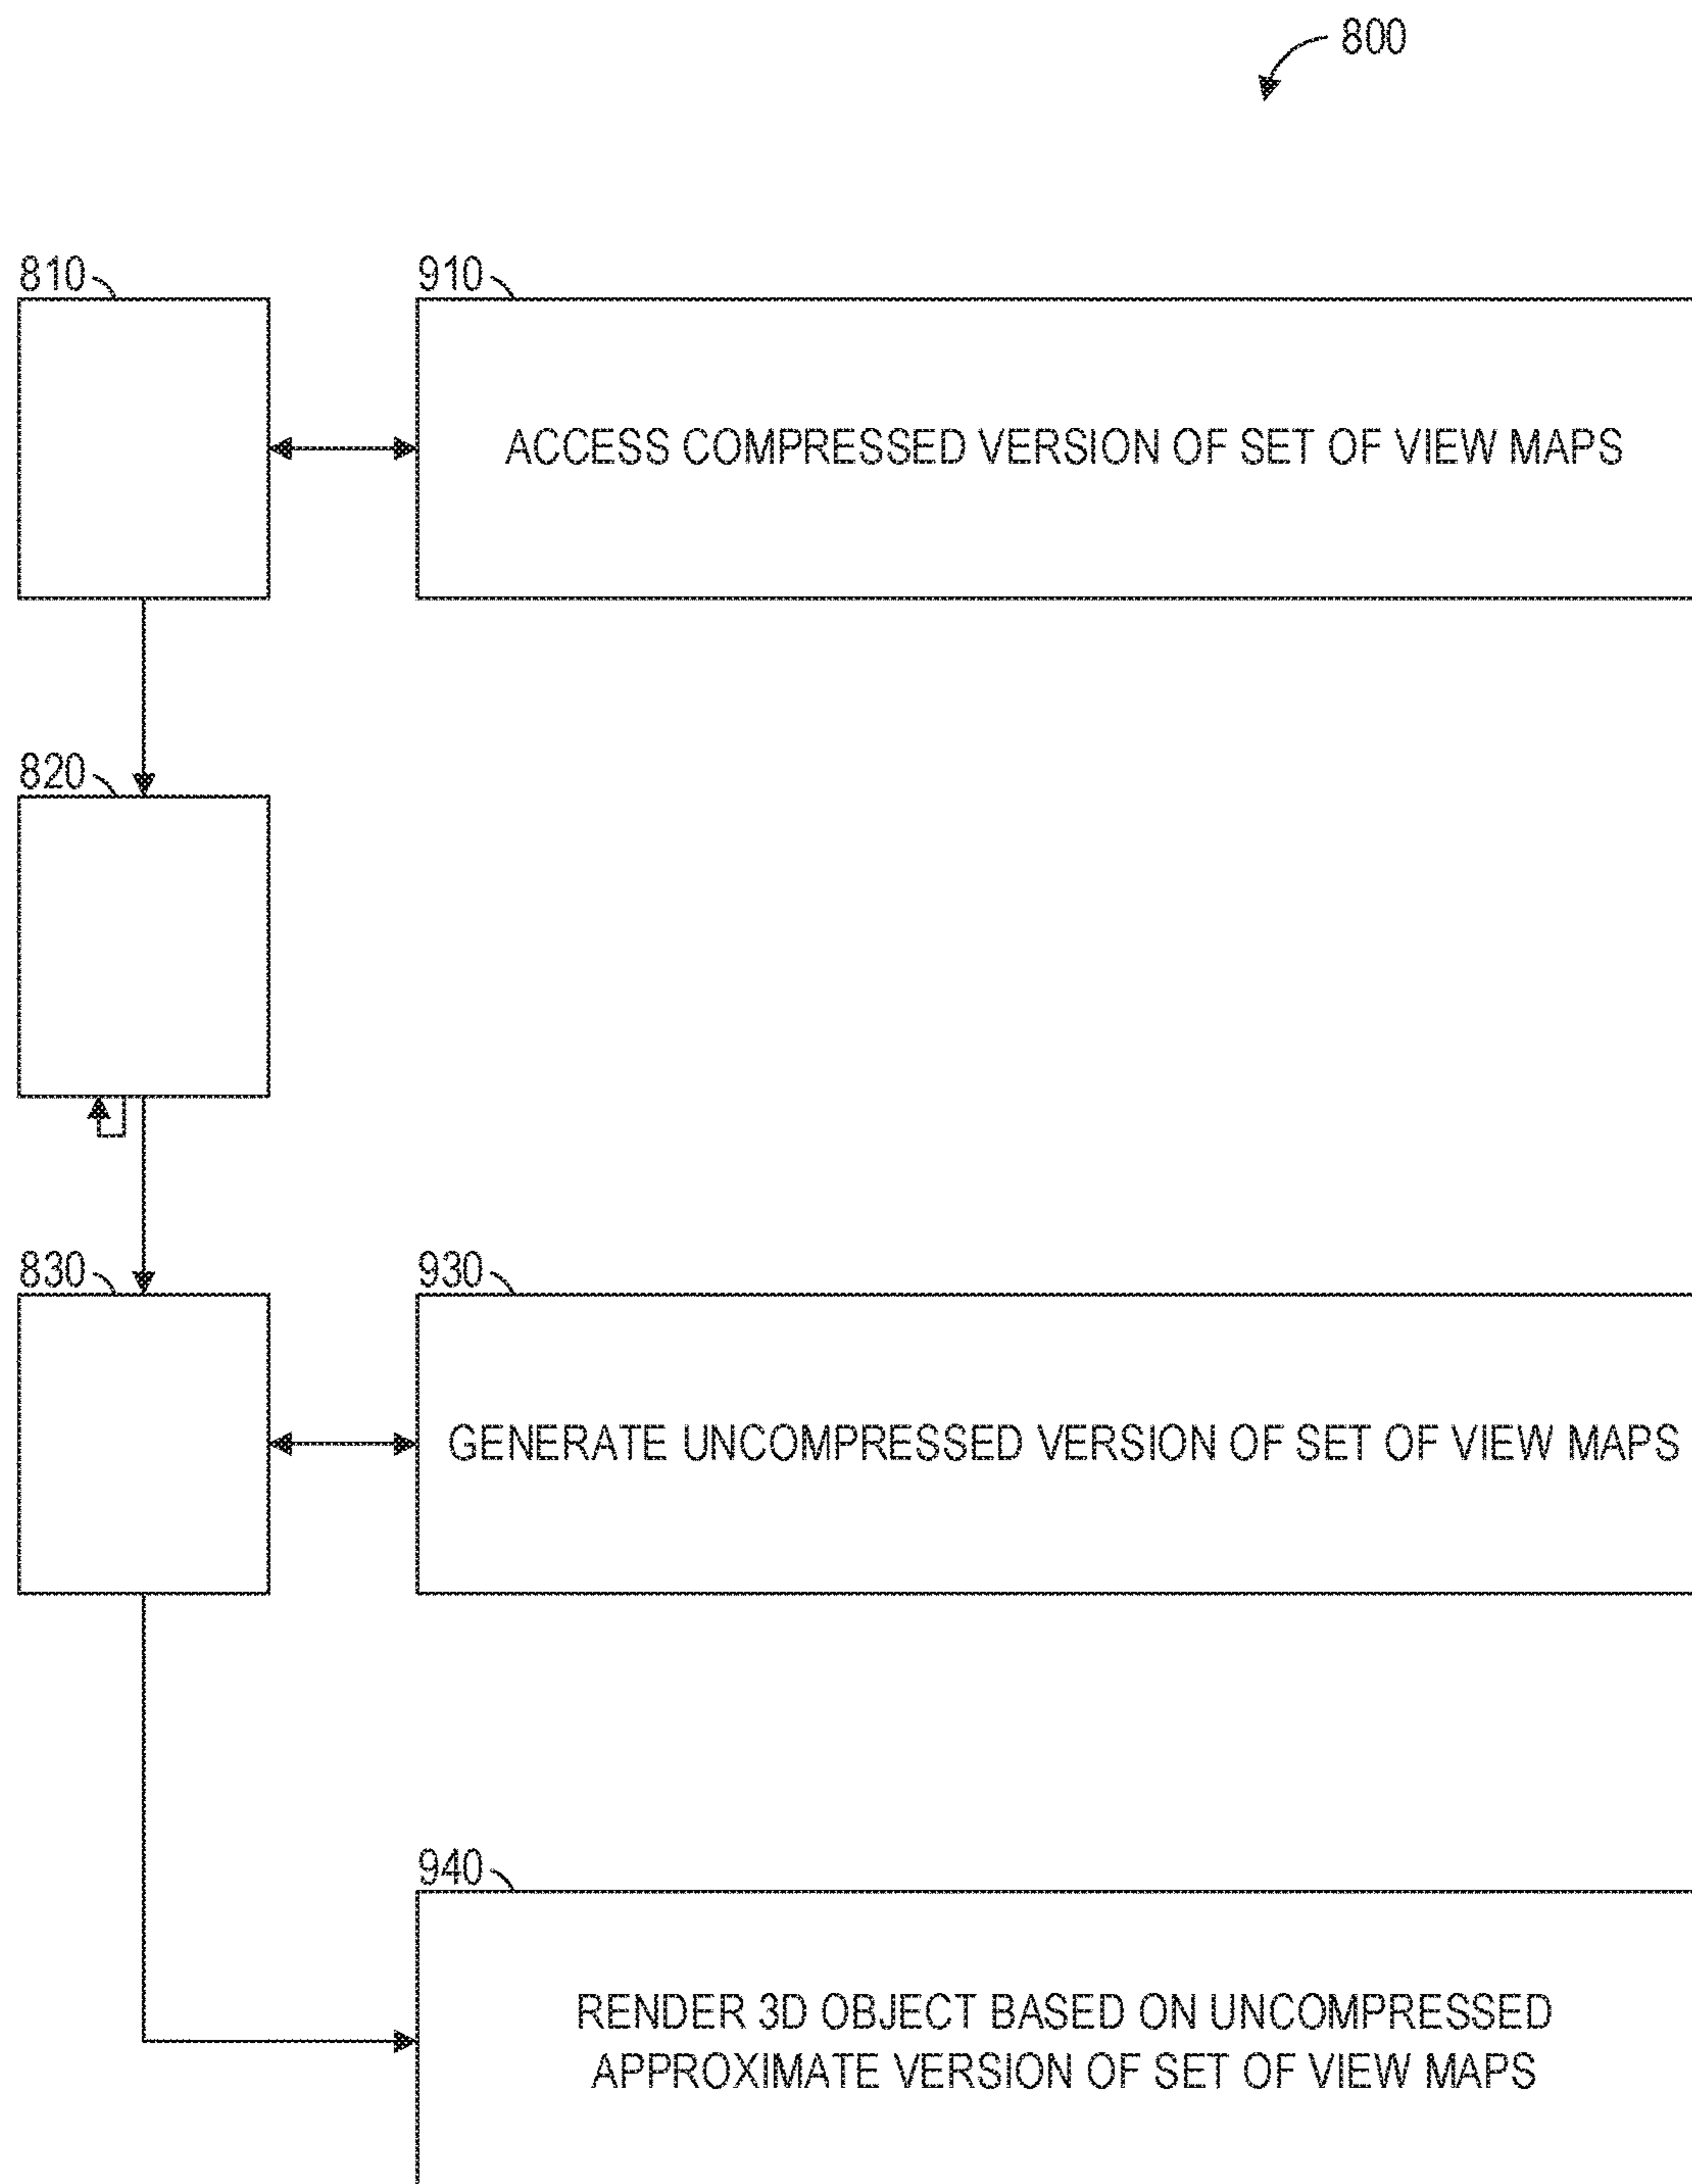 800
810
910
ACCESS COMPRESSED VERSION OF SET OF VIEW MAPS
820
830
930
GENERATE UNCOMPRESSED VERSION OF SET OF VIEW MAPS
940
RENDER 3D OBJECT BASED ON UNCOMPRESSED
APPROXIMATE VERSION OF SET OF VIEW MAPS